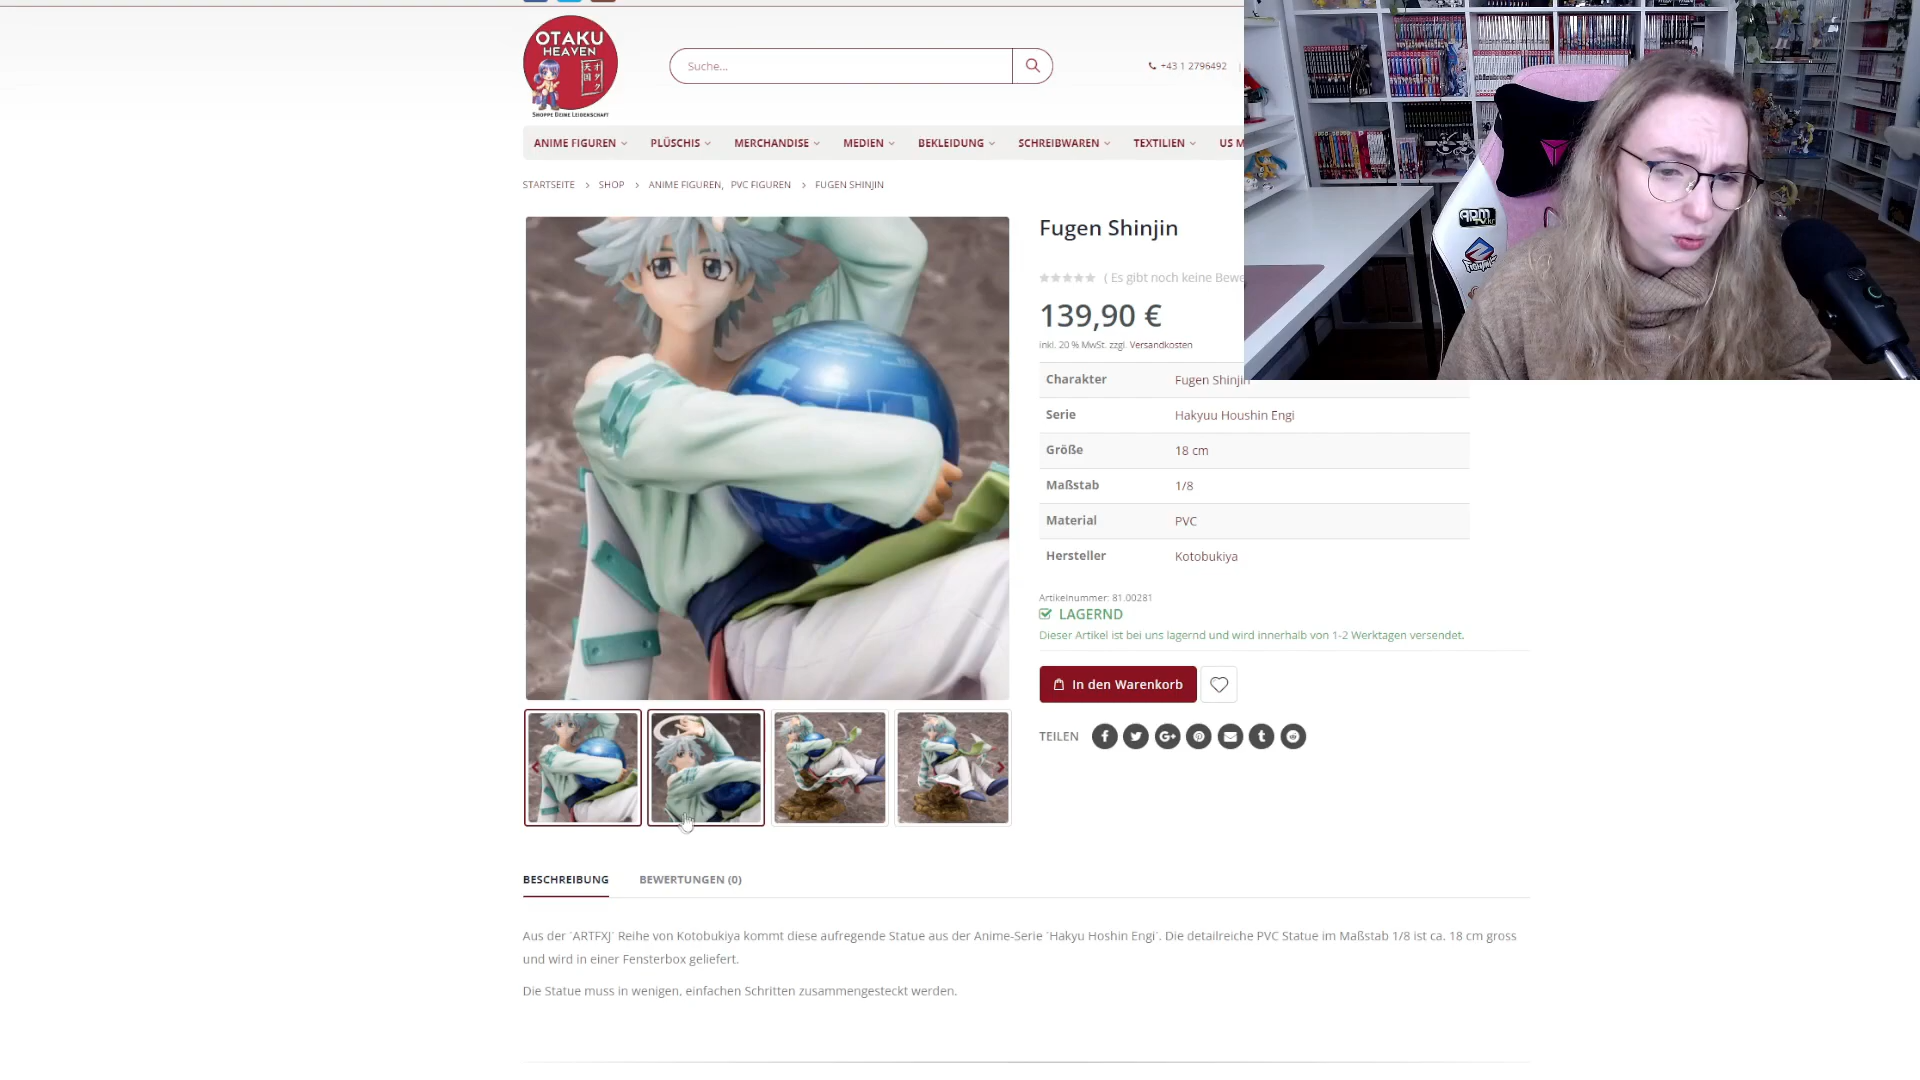 OTAKU
HEAVEN
オタク
天国
Shoppe Deine Leidenschaft
Suche...
+43 1 2796492
ANIME FIGUREN
PLÜSCHIS
MERCHANDISE
MEDIEN
BEKLEIDUNG
SCHREIBWAREN
TEXTILIEN
US M
STARTSEITE > SHOP > ANIME FIGUREN, PVC FIGUREN > FUGEN SHINJIN
Fugen Shinjin
( Es gibt noch keine Bewe
139,90 €
inkl. 20 % MwSt. zzgl. Versandkosten
Charakter Fugen Shinjin
Serie Hakyuu Houshin Engi
Größe 18 cm
Maßstab 1/8
Material PVC
Hersteller Kotobukiya
Artikelnummer: 81.00281
LAGERND
Dieser Artikel ist bei uns lagernd und wird innerhalb von 1-2 Werktagen versendet.
In den Warenkorb
TEILEN
BESCHREIBUNG
BEWERTUNGEN (0)
Aus der ´ARTFXJ´ Reihe von Kotobukiya kommt diese aufregende Statue aus der Anime-Serie ´Hakyu Hoshin Engi´. Die detailreiche PVC Statue im Maßstab 1/8 ist ca. 18 cm gross
und wird in einer Fensterbox geliefert.
Die Statue muss in wenigen, einfachen Schritten zusammengesteckt werden.